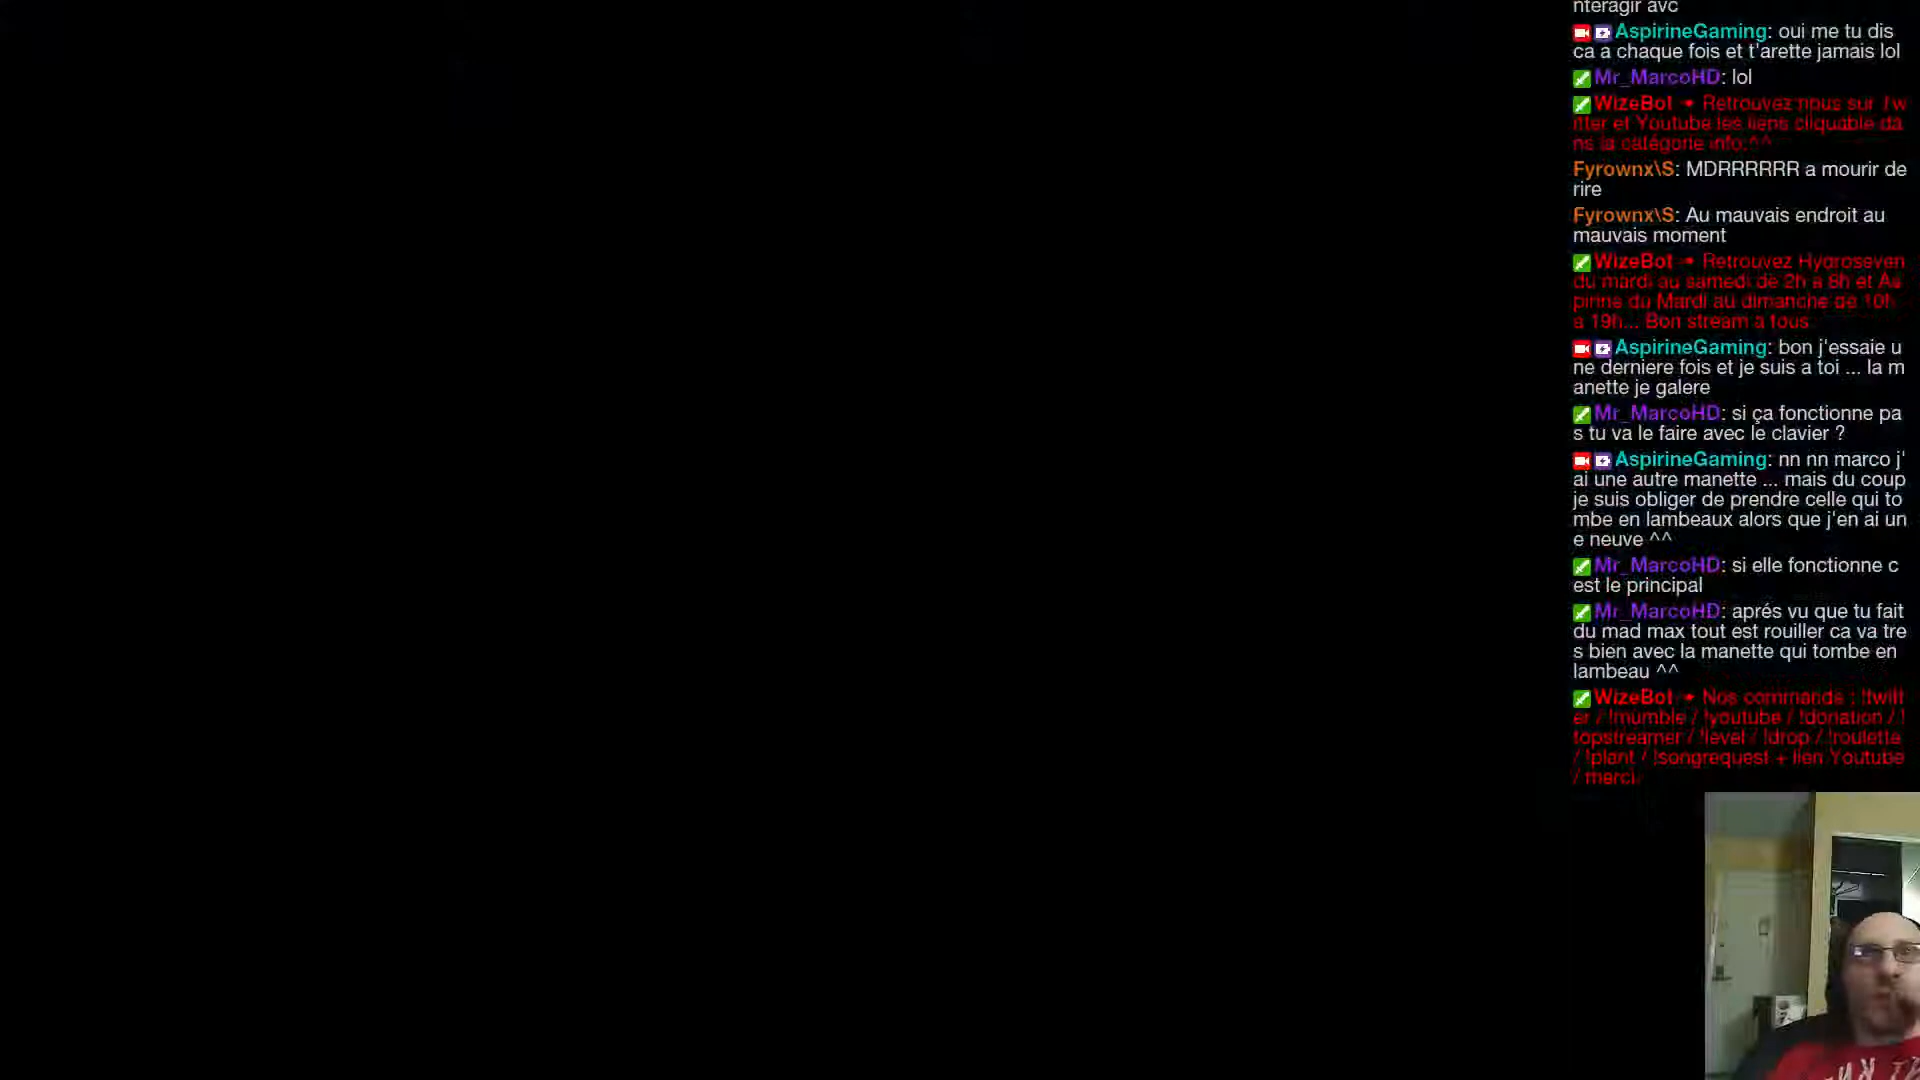 nteragir avc
AspirineGaming: oui me tu dis
ca a chaque fois et t'arette jamais lol
Mr_MarcoHD: lol
WizeBot ➛ Retrouvez nous sur Tw
itter et Youtube les liens cliquable da
ns la catégorie info.^^
Fyrownx\S: MDRRRRRR a mourir de
rire
Fyrownx\S: Au mauvais endroit au
mauvais moment
WizeBot ➛ Retrouvez Hydroseven
du mardi au samedi de 2h a 8h et As
pirine du Mardi au dimanche de 10h
a 19h... Bon stream a tous
AspirineGaming: bon j'essaie u
ne derniere fois et je suis a toi ... la m
anette je galere
Mr_MarcoHD: si ça fonctionne pa
s tu va le faire avec le clavier ?
AspirineGaming: nn nn marco j'
ai une autre manette ... mais du coup
je suis obliger de prendre celle qui to
mbe en lambeaux alors que j'en ai un
e neuve ^^
Mr_MarcoHD: si elle fonctionne c
est le principal
Mr_MarcoHD: aprés vu que tu fait
du mad max tout est rouiller ca va tre
s bien avec la manette qui tombe en
lambeau ^^
WizeBot ➛ Nos commande : !twitt
er / !mumble / !youtube / !donation / !
topstreamer / !level / !drop / !roulette
/ !plant / !songrequest + lien Youtube
/ merci.